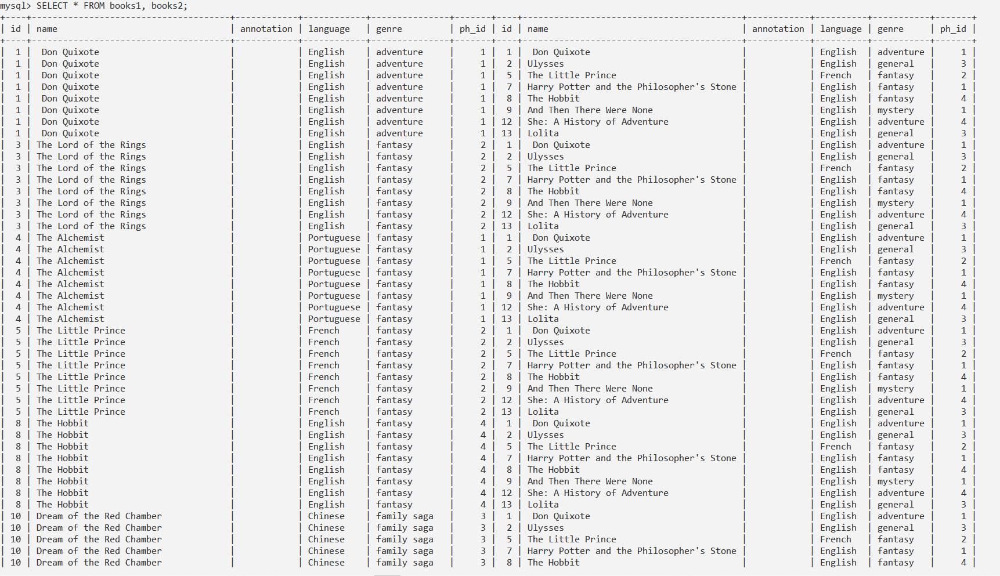 mysql> SELECT * FROM books1, books2;
+----+--------------------------------------+------------+------------+---------------+-------+----+------------------------------------------+------------+----------+-----------+-------+
| id | name                                 | annotation | language   | genre         | ph_id | id | name                                     | annotation | language | genre     | ph_id |
+----+--------------------------------------+------------+------------+---------------+-------+----+------------------------------------------+------------+----------+-----------+-------+
| 1 | Don Quixote | | English | adventure | 1 | 1 | Don Quixote | | English | adventure | 1 |
| 1 | Don Quixote | | English | adventure | 1 | 2 | Ulysses | | English | general | 3 |
| 1 | Don Quixote | | English | adventure | 1 | 5 | The Little Prince | | French | fantasy | 2 |
| 1 | Don Quixote | | English | adventure | 1 | 7 | Harry Potter and the Philosopher's Stone | | English | fantasy | 1 |
| 1 | Don Quixote | | English | adventure | 1 | 8 | The Hobbit | | English | fantasy | 4 |
| 1 | Don Quixote | | English | adventure | 1 | 9 | And Then There Were None | | English | mystery | 1 |
| 1 | Don Quixote | | English | adventure | 1 | 12 | She: A History of Adventure | | English | adventure | 4 |
| 1 | Don Quixote | | English | adventure | 1 | 13 | Lolita | | English | general | 3 |
| 3 | The Lord of the Rings | | English | fantasy | 2 | 1 | Don Quixote | | English | adventure | 1 |
| 3 | The Lord of the Rings | | English | fantasy | 2 | 2 | Ulysses | | English | general | 3 |
| 3 | The Lord of the Rings | | English | fantasy | 2 | 5 | The Little Prince | | French | fantasy | 2 |
| 3 | The Lord of the Rings | | English | fantasy | 2 | 7 | Harry Potter and the Philosopher's Stone | | English | fantasy | 1 |
| 3 | The Lord of the Rings | | English | fantasy | 2 | 8 | The Hobbit | | English | fantasy | 4 |
| 3 | The Lord of the Rings | | English | fantasy | 2 | 9 | And Then There Were None | | English | mystery | 1 |
| 3 | The Lord of the Rings | | English | fantasy | 2 | 12 | She: A History of Adventure | | English | adventure | 4 |
| 3 | The Lord of the Rings | | English | fantasy | 2 | 13 | Lolita | | English | general | 3 |
| 4 | The Alchemist | | Portuguese | fantasy | 1 | 1 | Don Quixote | | English | adventure | 1 |
| 4 | The Alchemist | | Portuguese | fantasy | 1 | 2 | Ulysses | | English | general | 3 |
| 4 | The Alchemist | | Portuguese | fantasy | 1 | 5 | The Little Prince | | French | fantasy | 2 |
| 4 | The Alchemist | | Portuguese | fantasy | 1 | 7 | Harry Potter and the Philosopher's Stone | | English | fantasy | 1 |
| 4 | The Alchemist | | Portuguese | fantasy | 1 | 8 | The Hobbit | | English | fantasy | 4 |
| 4 | The Alchemist | | Portuguese | fantasy | 1 | 9 | And Then There Were None | | English | mystery | 1 |
| 4 | The Alchemist | | Portuguese | fantasy | 1 | 12 | She: A History of Adventure | | English | adventure | 4 |
| 4 | The Alchemist | | Portuguese | fantasy | 1 | 13 | Lolita | | English | general | 3 |
| 5 | The Little Prince | | French | fantasy | 2 | 1 | Don Quixote | | English | adventure | 1 |
| 5 | The Little Prince | | French | fantasy | 2 | 2 | Ulysses | | English | general | 3 |
| 5 | The Little Prince | | French | fantasy | 2 | 5 | The Little Prince | | French | fantasy | 2 |
| 5 | The Little Prince | | French | fantasy | 2 | 7 | Harry Potter and the Philosopher's Stone | | English | fantasy | 1 |
| 5 | The Little Prince | | French | fantasy | 2 | 8 | The Hobbit | | English | fantasy | 4 |
| 5 | The Little Prince | | French | fantasy | 2 | 9 | And Then There Were None | | English | mystery | 1 |
| 5 | The Little Prince | | French | fantasy | 2 | 12 | She: A History of Adventure | | English | adventure | 4 |
| 5 | The Little Prince | | French | fantasy | 2 | 13 | Lolita | | English | general | 3 |
| 8 | The Hobbit | | English | fantasy | 4 | 1 | Don Quixote | | English | adventure | 1 |
| 8 | The Hobbit | | English | fantasy | 4 | 2 | Ulysses | | English | general | 3 |
| 8 | The Hobbit | | English | fantasy | 4 | 5 | The Little Prince | | French | fantasy | 2 |
| 8 | The Hobbit | | English | fantasy | 4 | 7 | Harry Potter and the Philosopher's Stone | | English | fantasy | 1 |
| 8 | The Hobbit | | English | fantasy | 4 | 8 | The Hobbit | | English | fantasy | 4 |
| 8 | The Hobbit | | English | fantasy | 4 | 9 | And Then There Were None | | English | mystery | 1 |
| 8 | The Hobbit | | English | fantasy | 4 | 12 | She: A History of Adventure | | English | adventure | 4 |
| 8 | The Hobbit | | English | fantasy | 4 | 13 | Lolita | | English | general | 3 |
| 10 | Dream of the Red Chamber | | Chinese | family saga | 3 | 1 | Don Quixote | | English | adventure | 1 |
| 10 | Dream of the Red Chamber | | Chinese | family saga | 3 | 2 | Ulysses | | English | general | 3 |
| 10 | Dream of the Red Chamber | | Chinese | family saga | 3 | 5 | The Little Prince | | French | fantasy | 2 |
| 10 | Dream of the Red Chamber | | Chinese | family saga | 3 | 7 | Harry Potter and the Philosopher's Stone | | English | fantasy | 1 |
| 10 | Dream of the Red Chamber | | Chinese | family saga | 3 | 8 | The Hobbit | | English | fantasy | 4 |